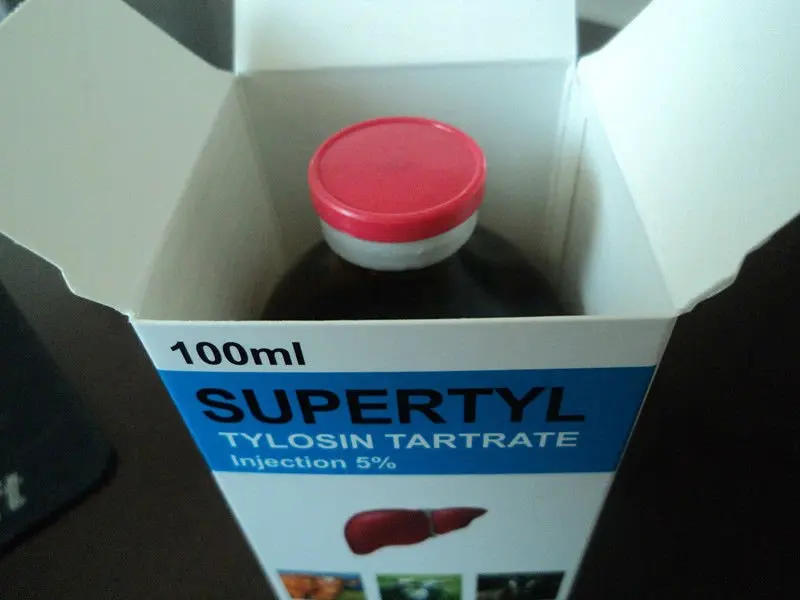 100ml
SUPERTYL
TYLOSIN TARTRATE
Injection 5%